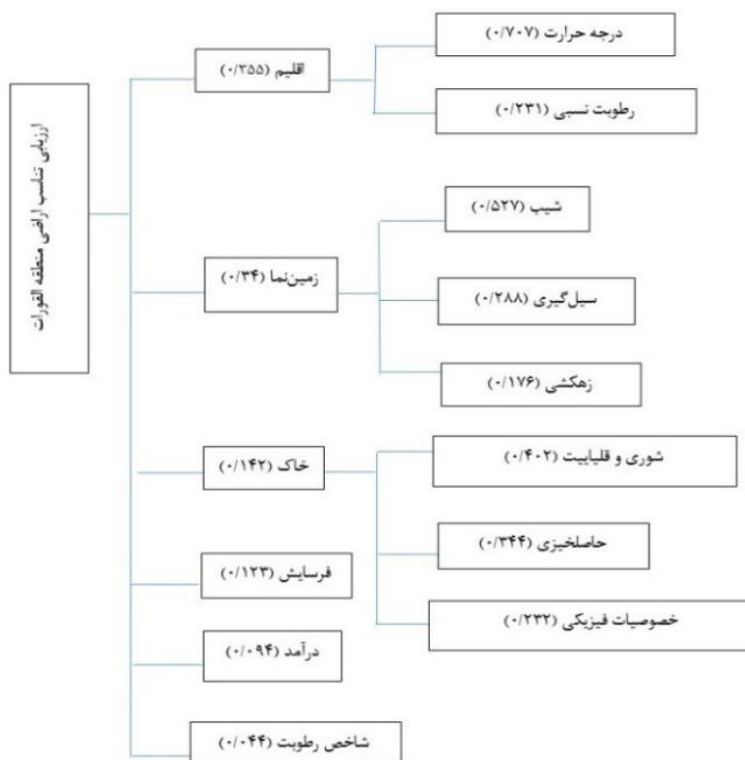 ارزیابی تناسب اراضی منطقه القورات
اقلیم (۰/۳۵۵)
درجه حرارت (۰/۷۰۷)
رطوبت نسبی (۰/۲۳۱)
زمین‌نما (۰/۳۴)
شیب (۰/۵۲۷)
سیل‌گیری (۰/۲۸۸)
زهکشی (۰/۱۷۶)
خاک (۰/۱۴۲)
شوری و قلیاییت (۰/۴۰۲)
حاصلخیزی (۰/۳۴۴)
خصوصیات فیزیکی (۰/۲۳۲)
فرسایش (۰/۱۲۳)
درآمد (۰/۰۹۴)
شاخص رطوبت (۰/۰۴۴)